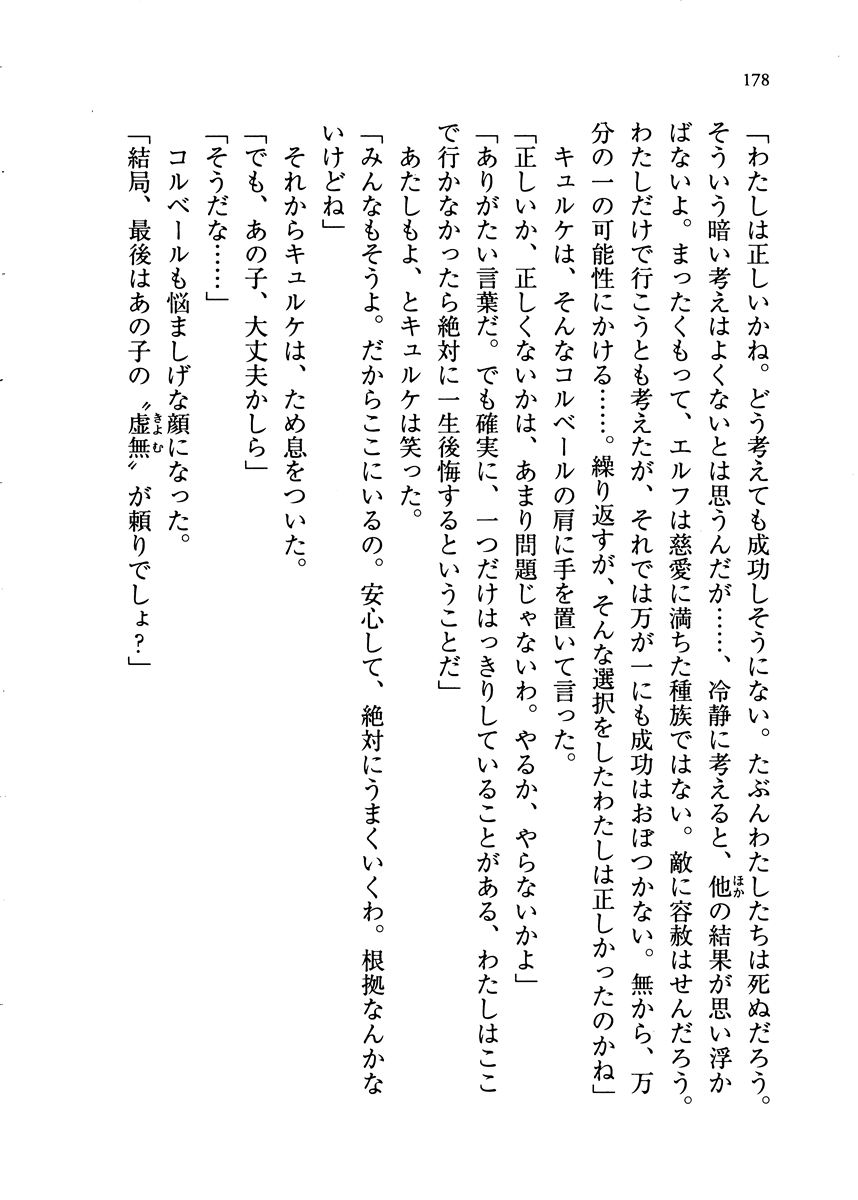 178
「わたしは正しいかね。どう考えても成功しそうにない。たぶんわたしたちは死ぬだろう。
そういう暗い考えはよくないとは思うんだが……、冷静に考えると、他の結果が思い浮か
ほか
ばないよ。まったくもって、エルフは慈愛に満ちた種族ではない。敵に容赦はせんだろう。
わたしだけで行こうとも考えたが、それでは万が一にも成功はおぼつかない。無から、万
分の一の可能性にかける……。繰り返すが、そんな選択をしたわたしは正しかったのかね」
キュルケは、そんなコルベールの肩に手を置いて言った。
「正しいか、正しくないかは、あまり問題じゃないわ。やるか、やらないかよ」
「ありがたい言葉だ。でも確実に、一つだけはっきりしていることがある、わたしはここ
で行かなかったら絶対に一生後悔するということだ」
あたしもよ、とキュルケは笑った。
「みんなもそうよ。だからここにいるの。安心して、絶対にうまくいくわ。根拠なんかな
いけどね」
それからキュルケは、ため息をついた。
「でも、あの子、大丈夫かしら」
「そうだな……」
コルベールも悩ましげな顔になった。
「結局、最後はあの子の〝虚無〟が頼りでしょ？」
きよむ